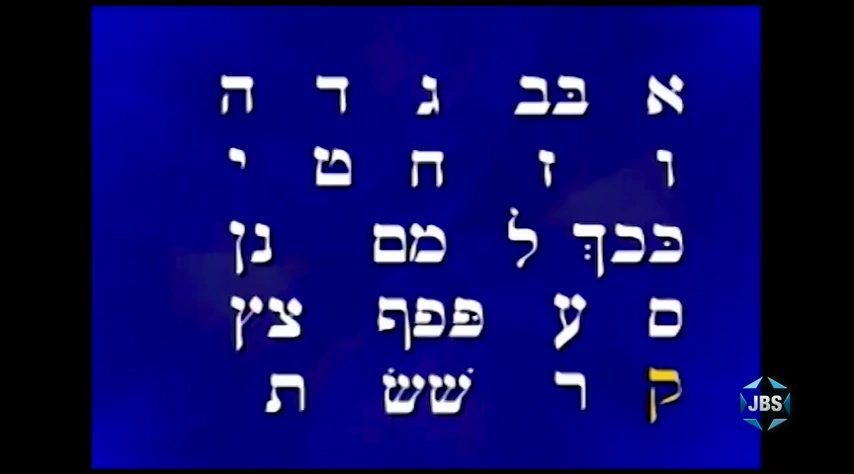 א בּב ג ד ה
ו ז ח ט י
כּכךְ ל מם נן
ס ע פּפף צץ
ק ר שׁשׂ ת
JBS